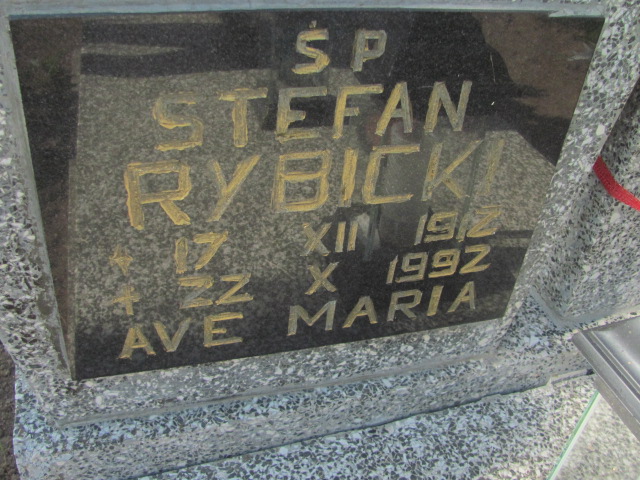 ŚP
STEFAN
RYBICKI
* 17 XII 1912
+ 22 X 1992
AVE MARIA